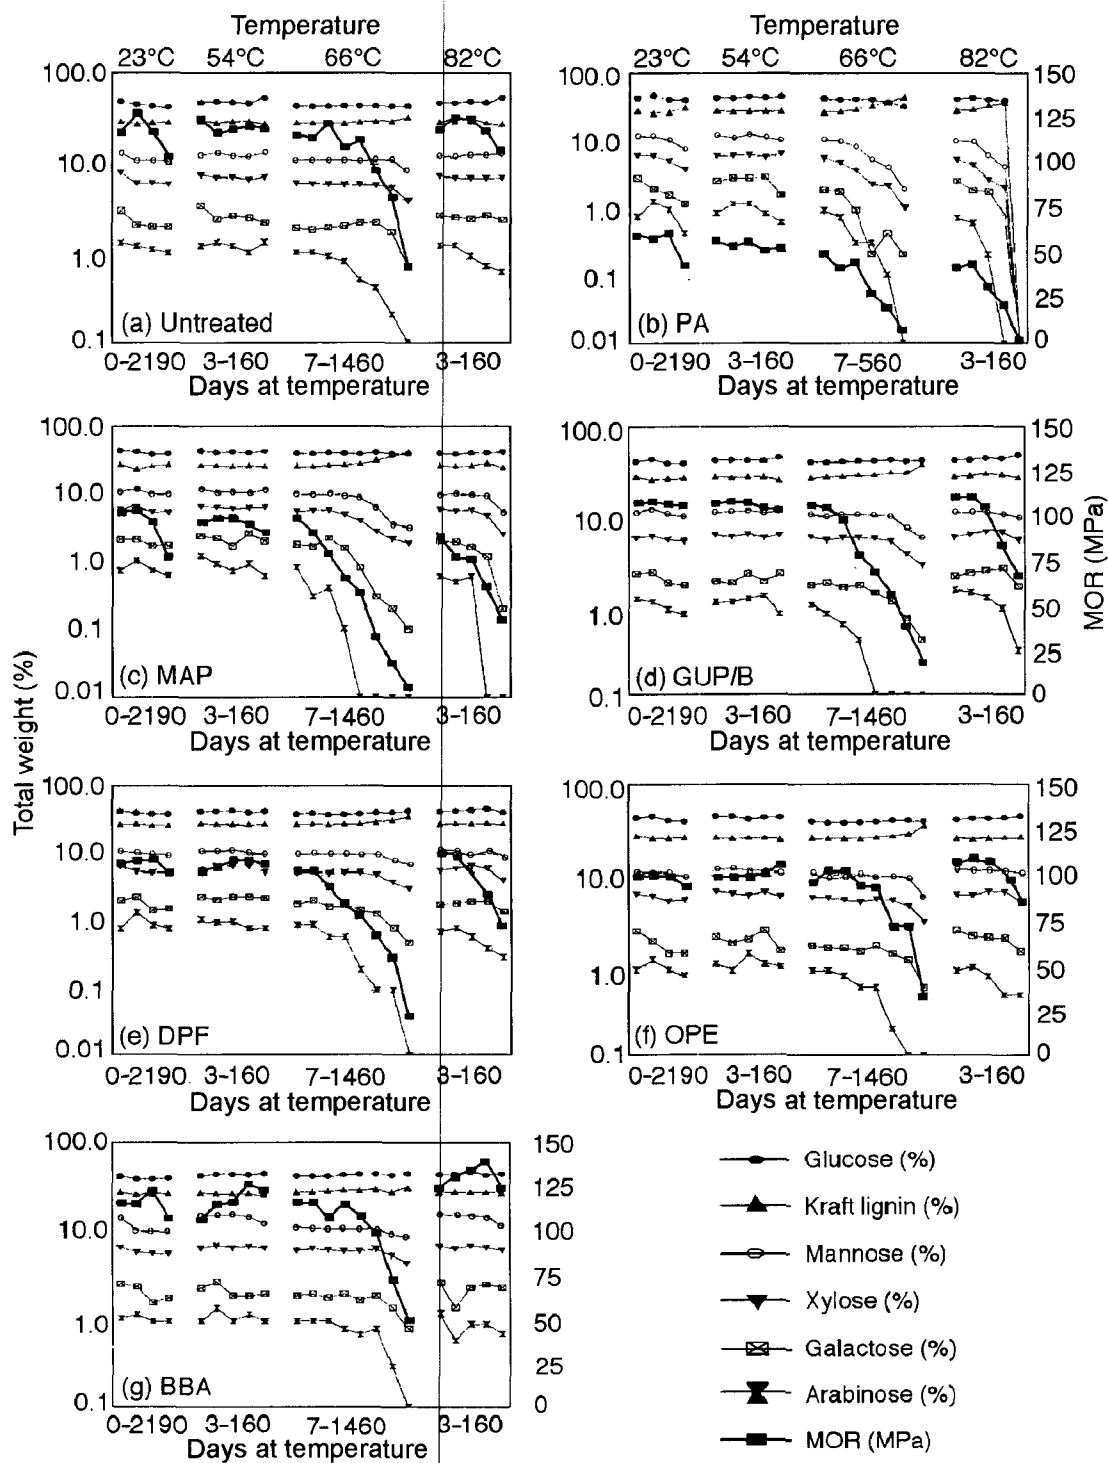 Temperature Temperature
23°C 54°C 66°C 82°C 23°C 54°C 66°C 82°C
100.0 100.0 150
125
10.0 10.0 100
1.0 75
1.0 50
0.1 25
(a) Untreated (b) PA
0.1 0.01 0
0-2190 3-160 7-1460 3-160 0-2190 3-160 7-560 3-160
Days at temperature Days at temperature
100.0 100.0 150
125
10.0 10.0 100
1.0 75
1.0 50
0.1 25
(c) MAP (d) GUP/B
0.01 0.1 0
0-2190 3-160 7-1460 3-160 0-2190 3-160 7-1460 3-160
Days at temperature Days at temperature
Total weight (%)
MOR (MPa)
100.0 100.0 150
125
10.0 10.0 100
1.0 75
1.0 50
0.1 25
(e) DPF (f) OPE
0.01 0.1 0
0-2190 3-160 7-1460 3-160 0-2190 3-160 7-1460 3-160
Days at temperature Days at temperature
100.0 150
125
10.0 100
75
1.0 50
25
(g) BBA
0.1 0
0-2190 3-160 7-1460 3-160
Days at temperature
Glucose (%)
Kraft lignin (%)
Mannose (%)
Xylose (%)
Galactose (%)
Arabinose (%)
MOR (MPa)